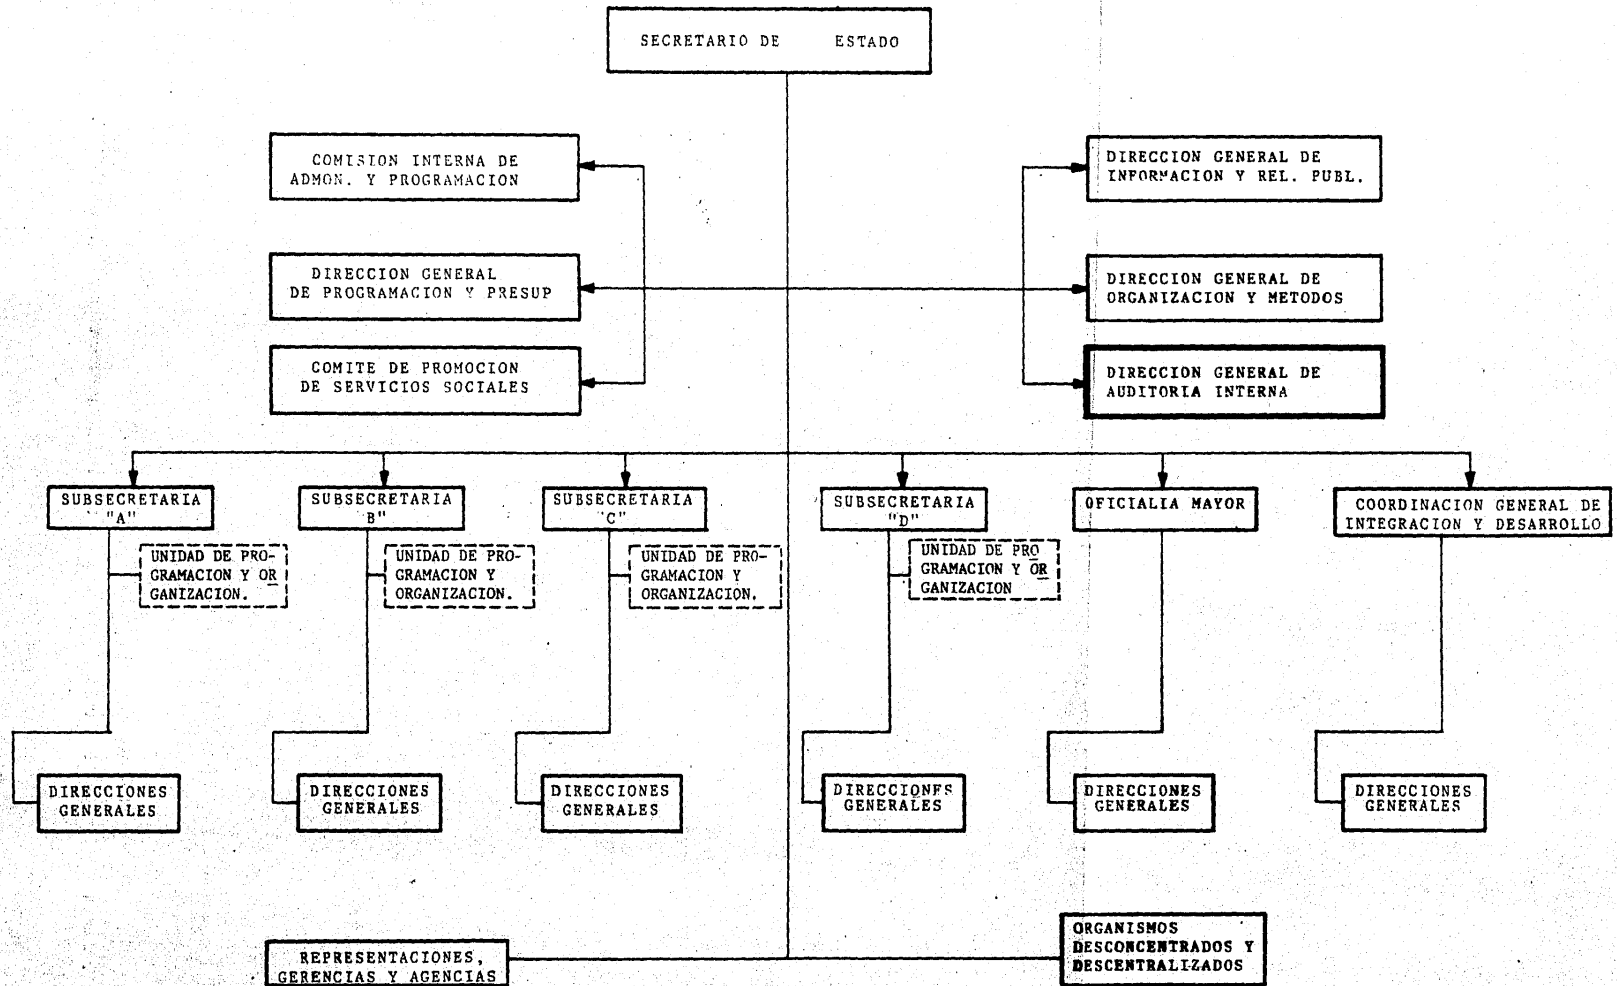 SECRETARIO DE ESTADO
COMISION INTERNA DE
ADMON. Y PROGRAMACION
DIRECCION GENERAL DE
INFORMACION Y REL. PUBL.
DIRECCION GENERAL
DE PROGRAMACION Y PRESUP
DIRECCION GENERAL DE
ORGANIZACION Y METODOS
COMITE DE PROMOCION
DE SERVICIOS SOCIALES
DIRECCION GENERAL DE
AUDITORIA INTERNA
SUBSECRETARIA
"A"
SUBSECRETARIA
B"
SUBSECRETARIA
"C"
SUBSECRETARIA
"D"
OFICIALIA MAYOR
COORDINACION GENERAL DE
INTEGRACION Y DESARROLLO
UNIDAD DE PRO-
GRAMACION Y OR
GANIZACION.
UNIDAD DE PRO-
GRAMACION Y
ORGANIZACION.
UNIDAD DE PRO-
GRAMACION Y
ORGANIZACION.
UNIDAD DE PRO
GRAMACION Y OR
GANIZACION
DIRECCIONES
GENERALES
DIRECCIONES
GENERALES
DIRECCIONES
GENERALES
DIRECCIONES
GENERALES
DIRECCIONES
GENERALES
DIRECCIONES
GENERALES
REPRESENTACIONES,
GERENCIAS Y AGENCIAS
ORGANISMOS
DESCONCENTRADOS Y
DESCENTRALIZADOS